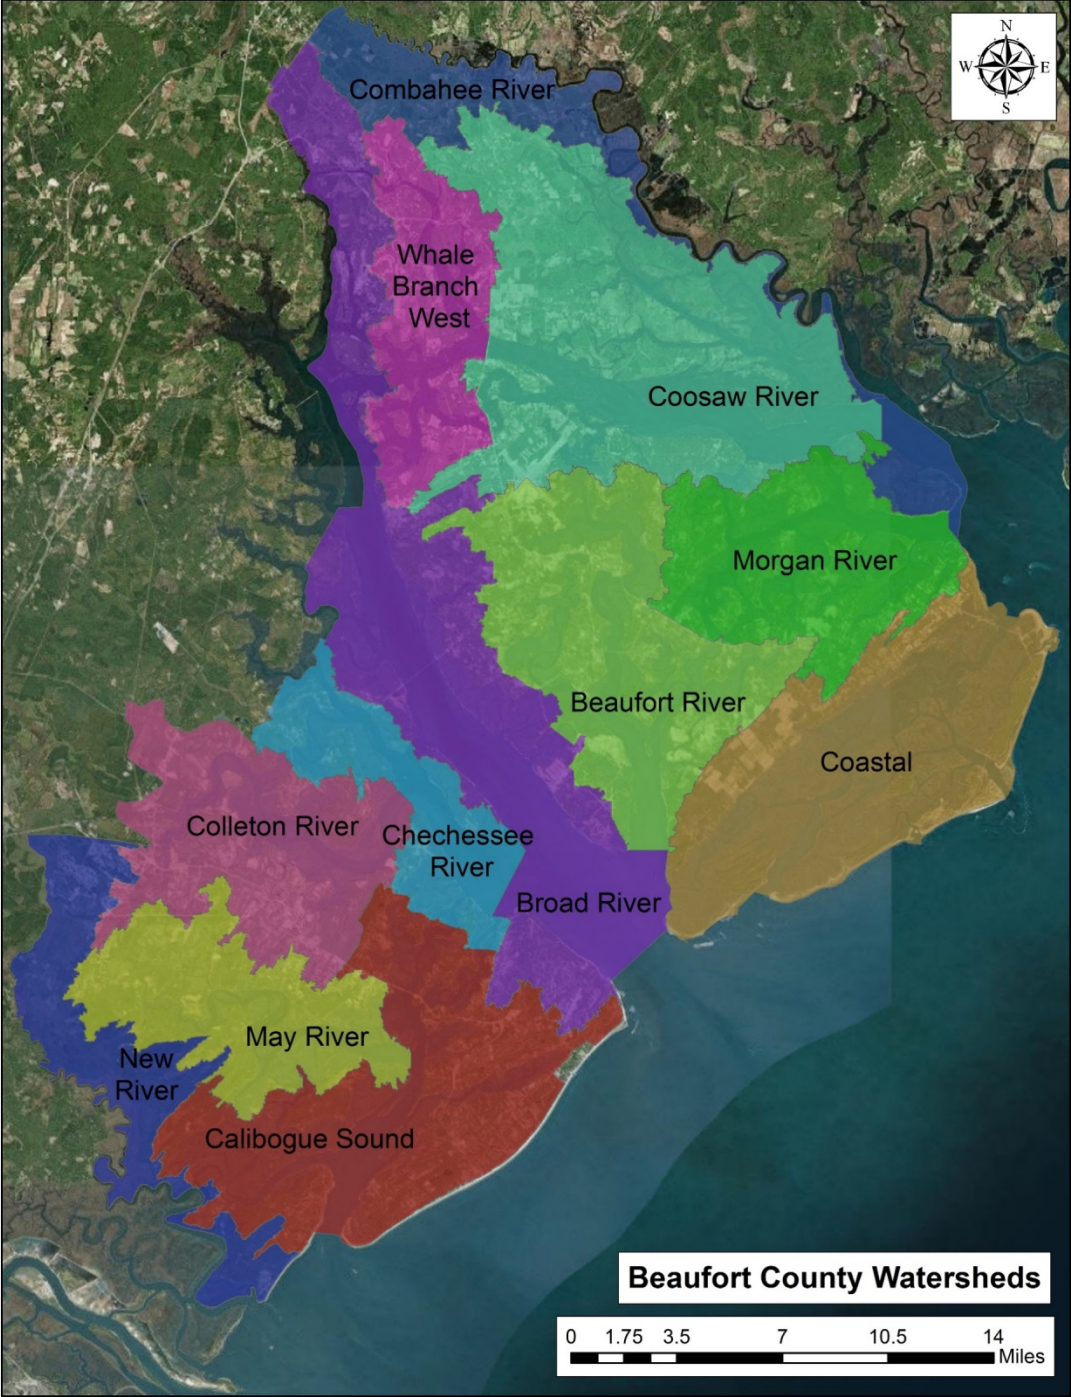 N
W E
S
Combahee River
Whale
Branch
West
Coosaw River
Morgan River
Beaufort River
Coastal
Colleton River
Chechessee
River
Broad River
May River
New
River
Calibogue Sound
Beaufort County Watersheds
0 1.75 3.5 7 10.5 14
Miles